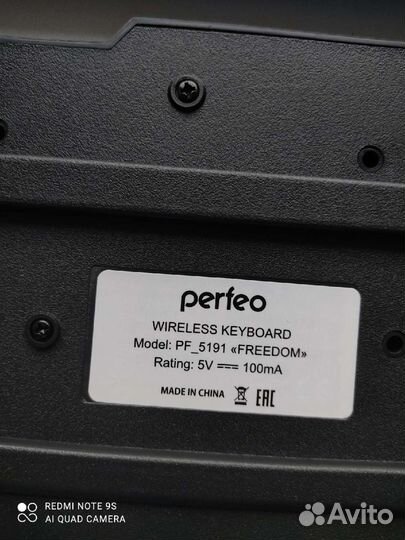 perfeo
WIRELESS KEYBOARD
Model: PF_5191 «FREEDOM»
Rating: 5V ⎓ 100mA
MADE IN CHINA EAC
REDMI NOTE 9S
AI QUAD CAMERA
Avito